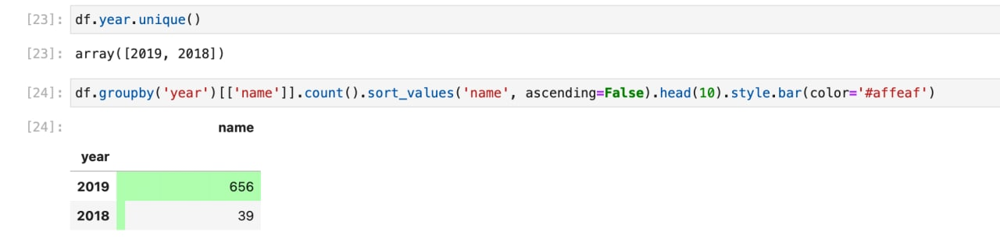 [23]: df.year.unique()
[23]: array([2019, 2018])
[24]: df.groupby('year')[['name']].count().sort_values('name', ascending=False).head(10).style.bar(color='#affeaf')
[24]:
name
year
2019 656
2018 39